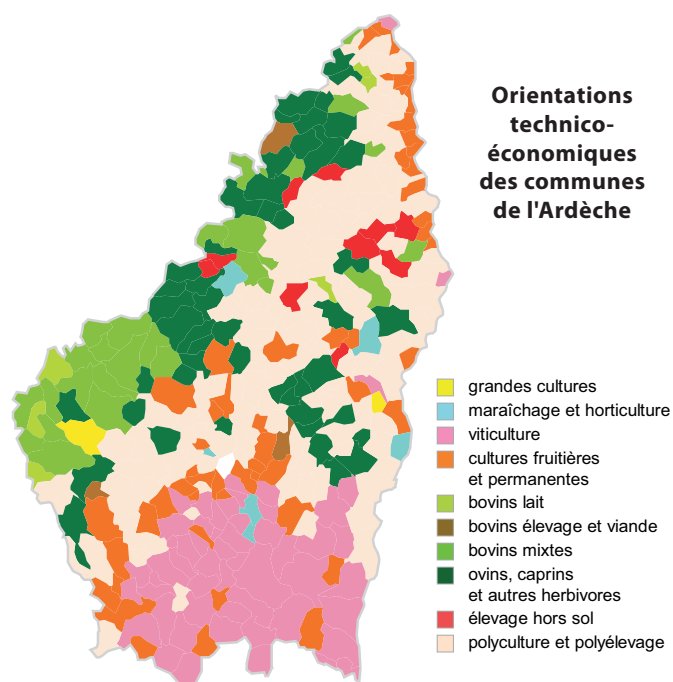 Orientations
technico-
économiques
des communes
de l'Ardèche
grandes cultures
maraîchage et horticulture
viticulture
cultures fruitières
et permanentes
bovins lait
bovins élevage et viande
bovins mixtes
ovins, caprins
et autres herbivores
élevage hors sol
polyculture et polyélevage